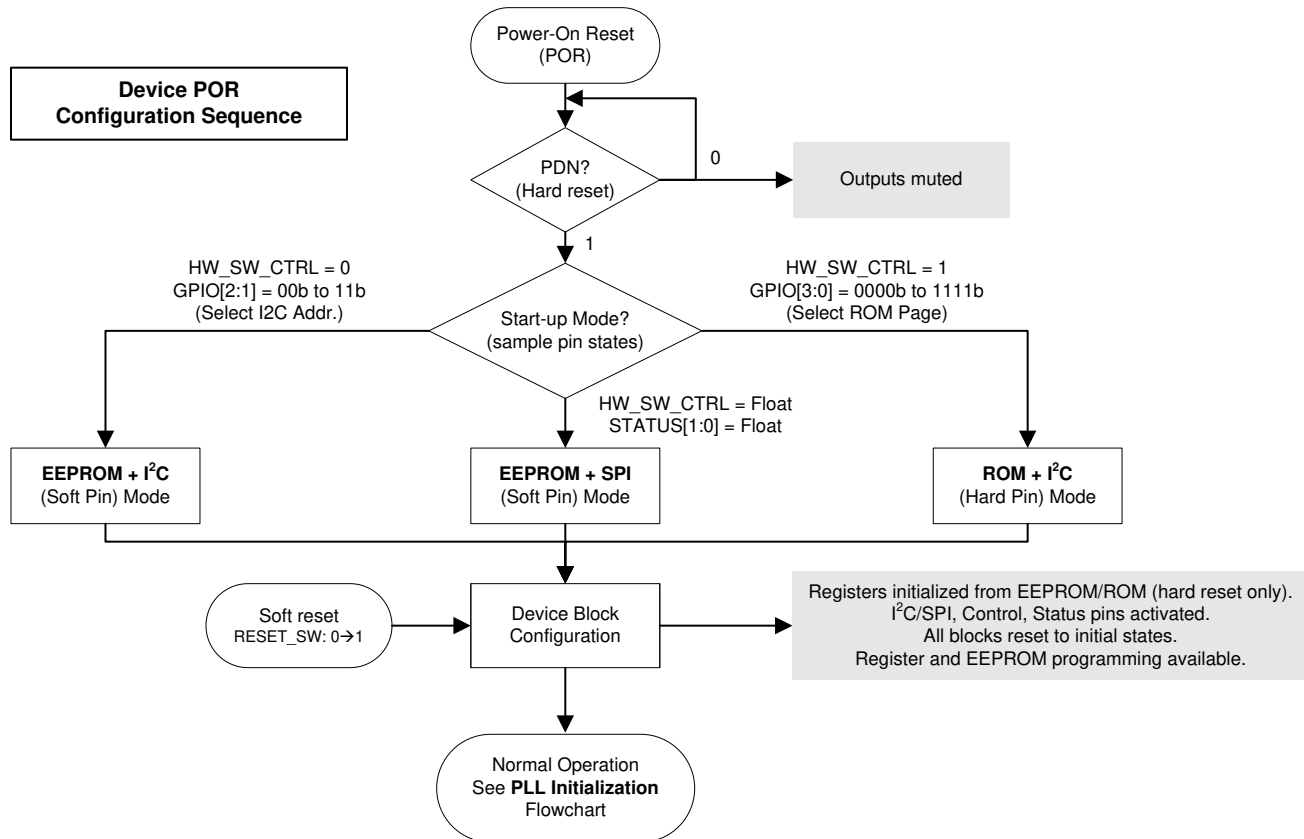 Power-On Reset
(POR)
Device POR
Configuration Sequence
PDN?
(Hard reset)
0
Outputs muted
1
HW_SW_CTRL = 0
GPIO[2:1] = 00b to 11b
(Select I2C Addr.)
HW_SW_CTRL = 1
GPIO[3:0] = 0000b to 1111b
(Select ROM Page)
Start-up Mode?
(sample pin states)
HW_SW_CTRL = Float
STATUS[1:0] = Float
EEPROM + I²C
(Soft Pin) Mode
EEPROM + SPI
(Soft Pin) Mode
ROM + I²C
(Hard Pin) Mode
Soft reset
RESET_SW: 0→1
Device Block
Configuration
Registers initialized from EEPROM/ROM (hard reset only).
I²C/SPI, Control, Status pins activated.
All blocks reset to initial states.
Register and EEPROM programming available.
Normal Operation
See PLL Initialization
Flowchart